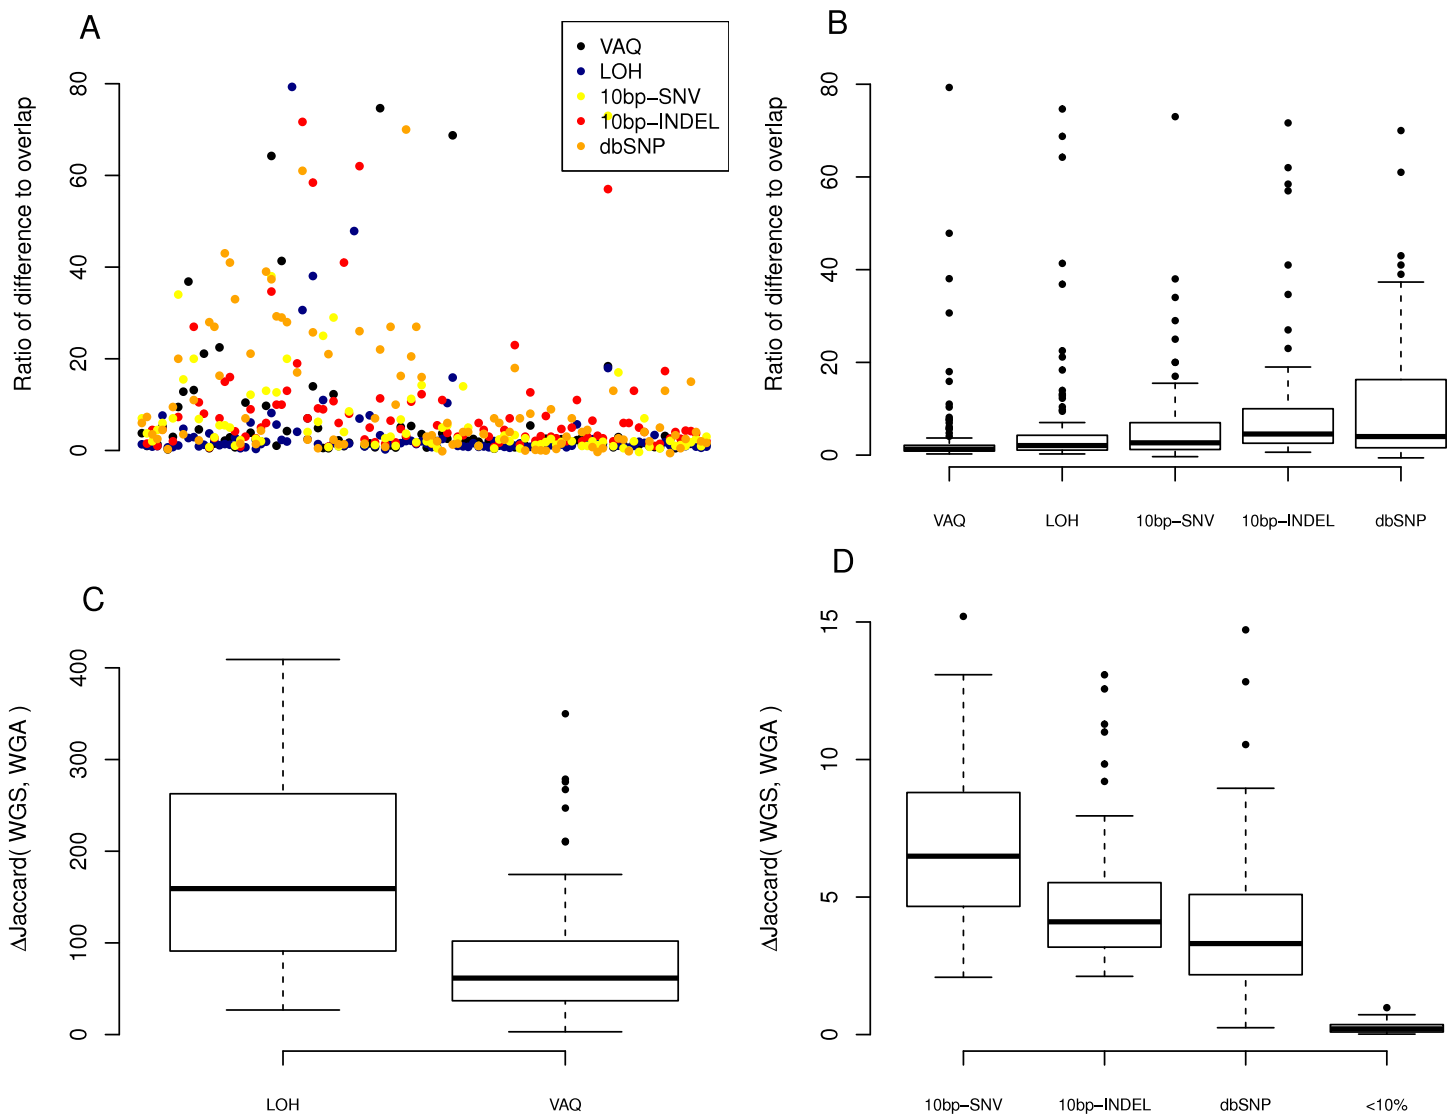 A
VAQ
LOH
10bp−SNV
10bp−INDEL
dbSNP
Ratio of difference to overlap
0
20
40
60
80
B
Ratio of difference to overlap
0
20
40
60
80
VAQ LOH 10bp−SNV 10bp−INDEL dbSNP
C
ΔJaccard( WGS, WGA )
0
100
200
300
400
LOH VAQ
D
ΔJaccard( WGS, WGA )
0
5
10
15
10bp−SNV 10bp−INDEL dbSNP <10%